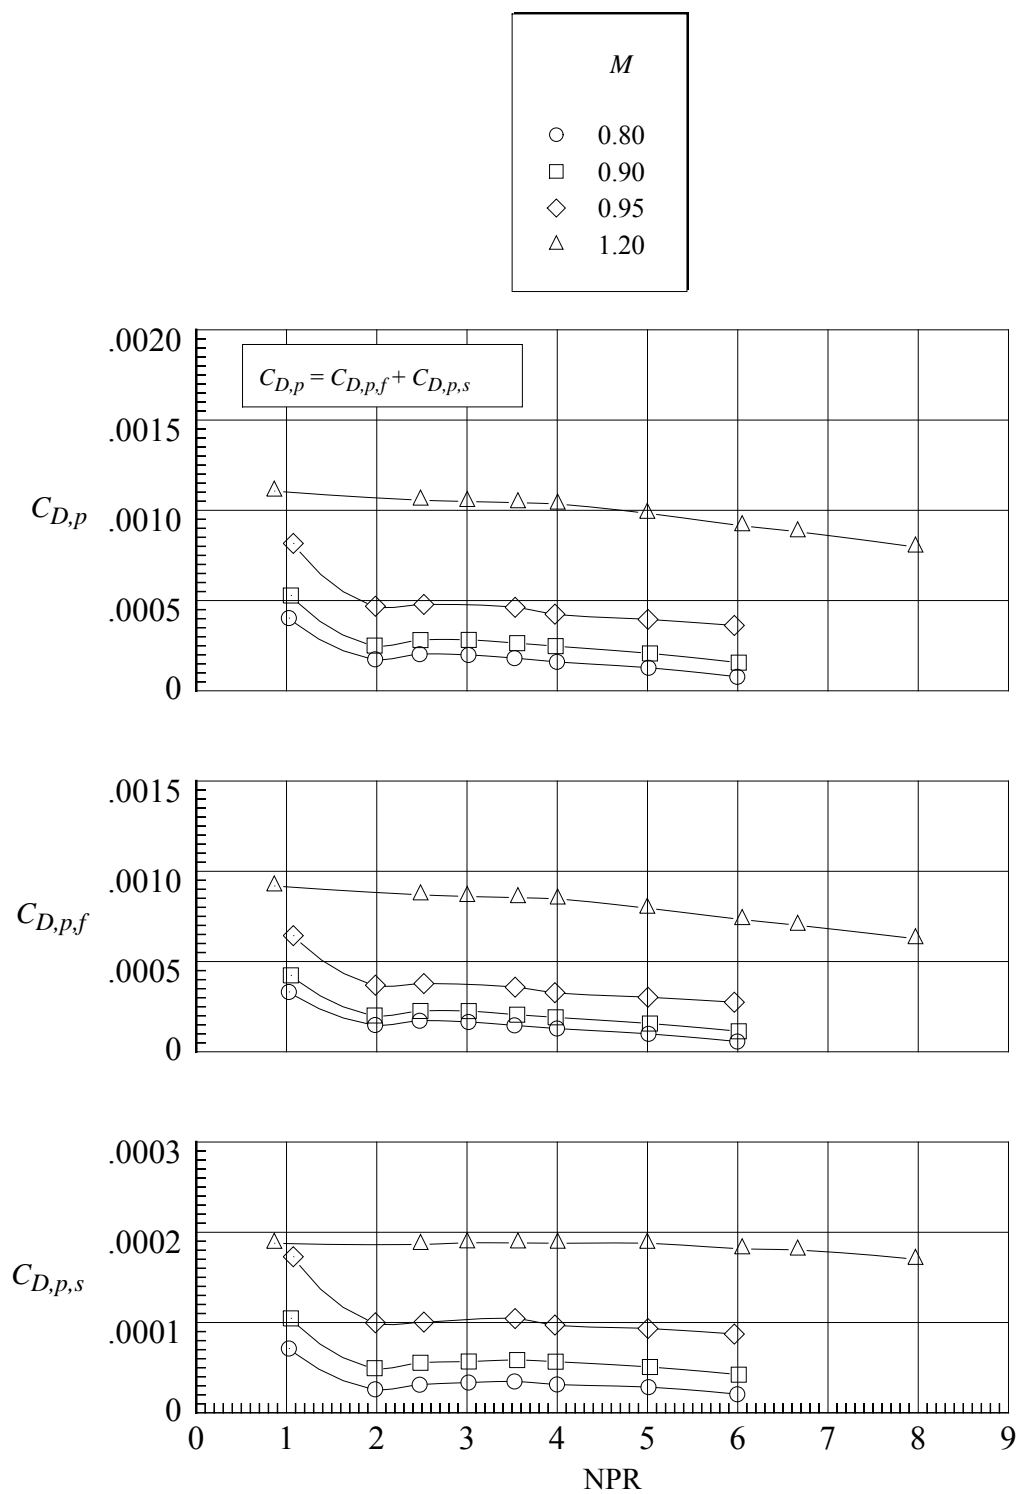 M
0.80
0.90
0.95
1.20
.0020
C_{D,p} = C_{D,p,f} + C_{D,p,s}
.0015
C_{D,p}
.0010
.0005
0
.0015
.0010
C_{D,p,f}
.0005
0
.0003
.0002
C_{D,p,s}
.0001
0
0 1 2 3 4 5 6 7 8 9
NPR